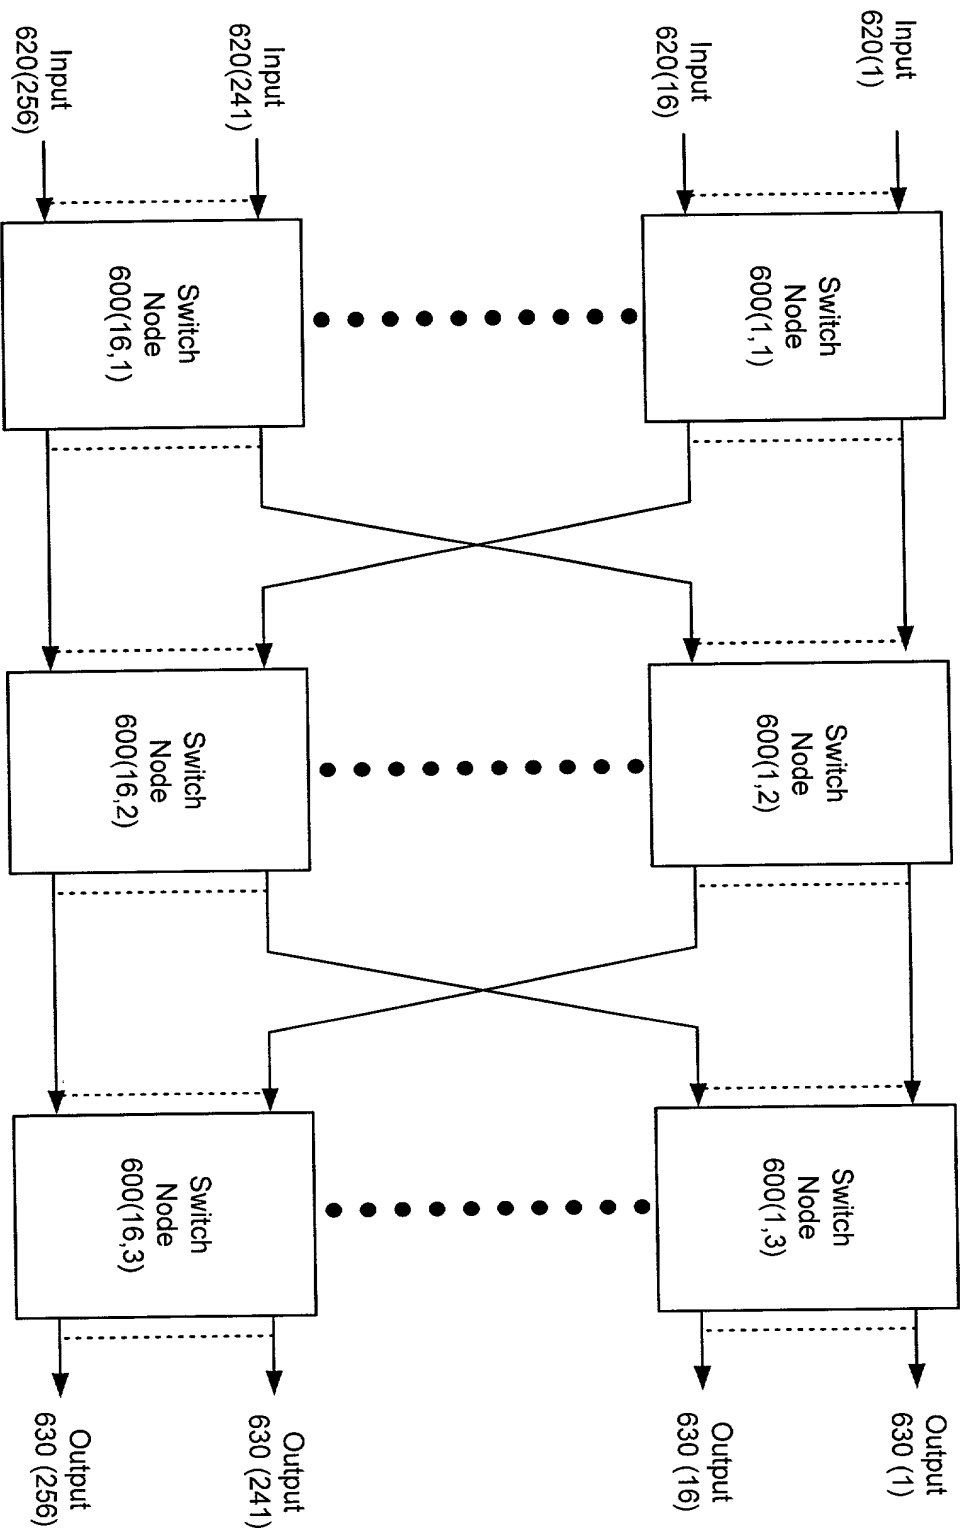 Input
620(1)
Input
620(16)
Input
620(241)
Input
620(256)
Switch
Node
600(1,1)
Switch
Node
600(16,1)
Switch
Node
600(1,2)
Switch
Node
600(16,2)
Switch
Node
600(1,3)
Switch
Node
600(16,3)
Output
630 (1)
Output
630 (16)
Output
630 (241)
Output
630 (256)